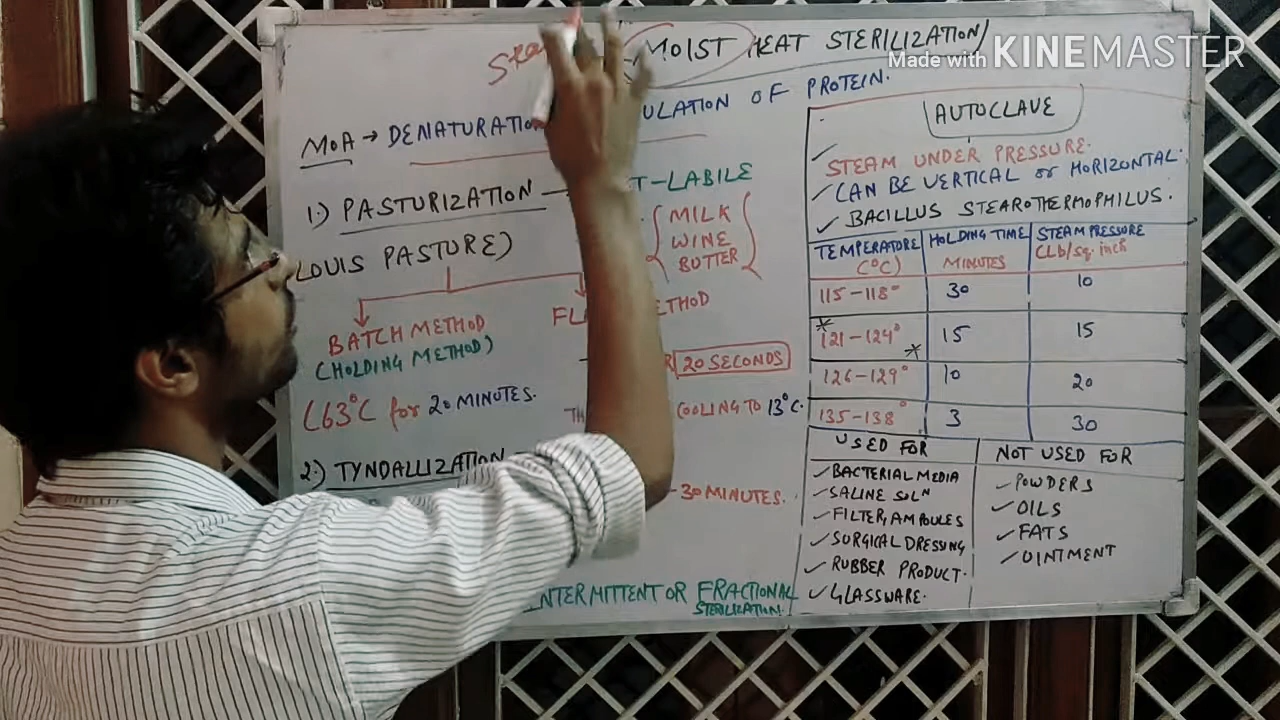 MOIST HEAT STERILIZATION/
Made with KINEMASTER
MOA → DENATURATION ULATION OF PROTEIN.
1.) PASTURIZATION — T-LABILE
MILK
WINE
BUTTER
LOUIS PASTURE)
BATCH METHOD
(HOLDING METHOD)
METHOD
20 SECONDS
(63°C for 20 MINUTES.
COOLING TO 13°C.
2.) TYNDALLIZATION
- 30 MINUTES.
INTERMITTENT OR FRACTIONAL
STERILIZATION.
AUTOCLAVE
✓ STEAM UNDER PRESSURE.
✓ CAN BE VERTICAL or HORIZONTAL.
✓ BACILLUS STEAROTHERMOPHILUS.
TEMPERATURE (°C) HOLDING TIME MINUTES STEAM PRESSURE (Lb/sq. inch
115-118° 30 10
*121-124°* 15 15
126-129° 10 20
135-138° 3 30
USED FOR
✓ BACTERIAL MEDIA
✓ SALINE SOLN
✓ FILTER, AMPOULES
✓ SURGICAL DRESSING
✓ RUBBER PRODUCT.
✓ GLASSWARE.
NOT USED FOR
✓ POWDERS
✓ OILS
✓ FATS
✓ OINTMENT